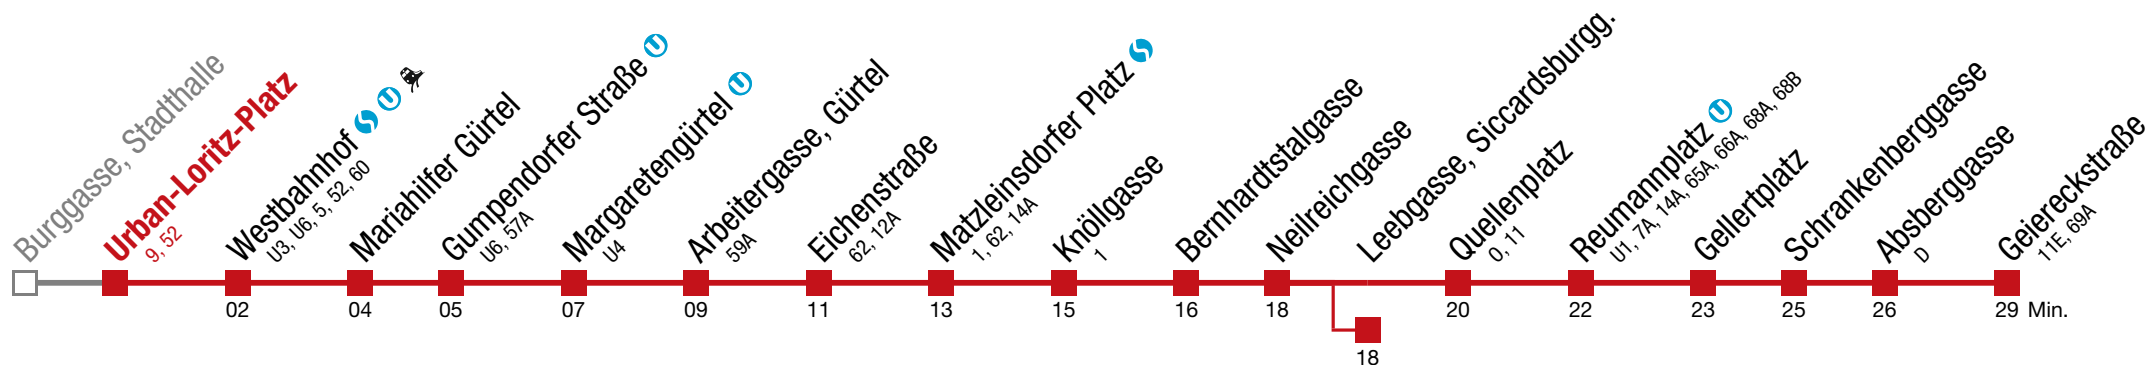 Burggasse, Stadthalle
Urban-Loritz-Platz
9, 52
Westbahnhof S U
U3, U6, 5, 52, 60
Mariahilfer Gürtel
Gumpendorfer Straße U
U6, 57A
Margaretengürtel U
U4
Arbeitergasse, Gürtel
59A
Eichenstraße
62, 12A
Matzleinsdorfer Platz S
1, 62, 14A
Knöllgasse
1
Bernhardtstalgasse
Neilreichgasse
Leebgasse, Siccardsburgg.
Quellenplatz
0, 11
Reumannplatz U
U1, 7A, 14A, 65A, 66A, 68A, 68B
Gellertplatz
Schrankenberggasse
Absberggasse
D
Geiereckstraße
11E, 69A
02 04 05 07 09 11 13 15 16 18 20 22 23 25 26 29 Min.
18